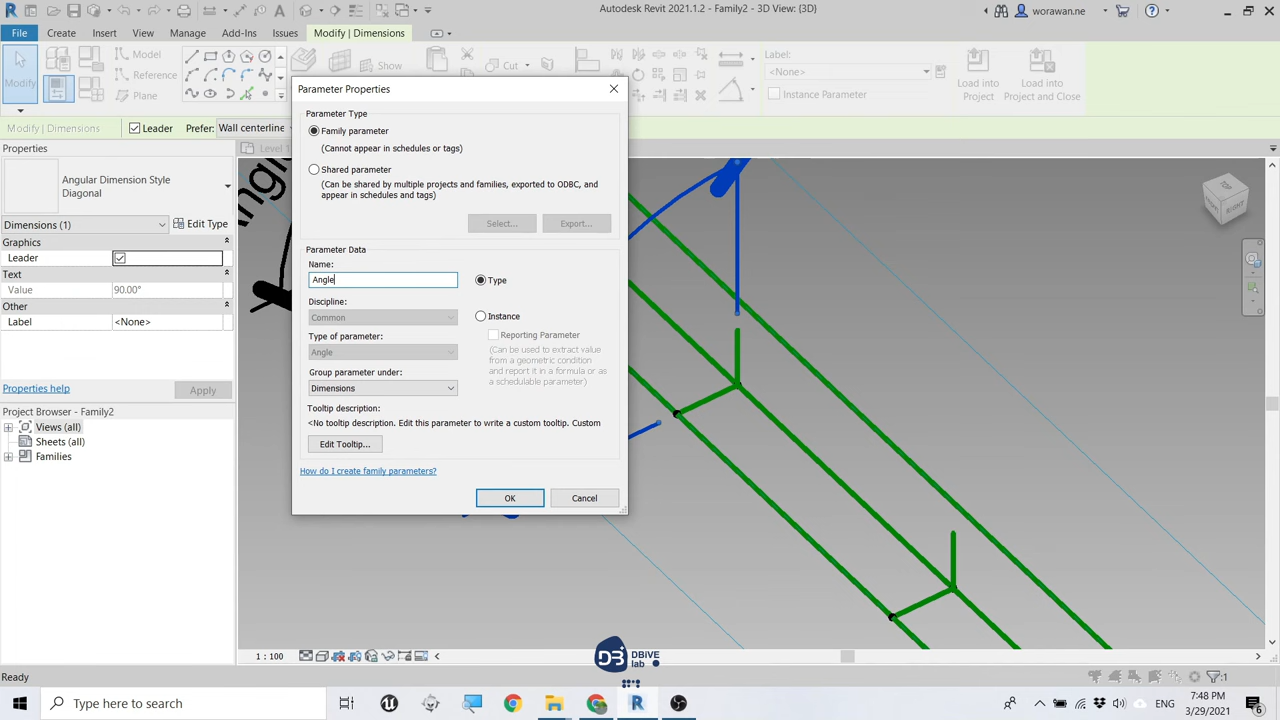 Autodesk Revit 2021.1.2 - Family2 - 3D View: {3D}
worawan.ne
File Create Insert View Manage Add-Ins Issues Modify | Dimensions
Modify
Model
Reference
Plane
Show
Cut
Label:
<None>
Instance Parameter
Load into
Project
Load into
Project and Close
Modify | Dimensions
Leader Prefer: Wall centerline
Properties
Level 1
Angular Dimension Style
Diagonal
Dimensions (1)
Edit Type
Graphics
Leader
Text
Value 90.00°
Other
Label <None>
Properties help
Apply
Project Browser - Family2
Views (all)
Sheets (all)
Families
Parameter Properties
Parameter Type
Family parameter
(Cannot appear in schedules or tags)
Shared parameter
(Can be shared by multiple projects and families, exported to ODBC, and
appear in schedules and tags)
Select...
Export...
Parameter Data
Name:
Angle
Type
Discipline:
Common
Instance
Type of parameter:
Reporting Parameter
Angle
(Can be used to extract value
from a geometric condition
and report it in a formula or as
a schedulable parameter)
Group parameter under:
Dimensions
Tooltip description:
<No tooltip description. Edit this parameter to write a custom tooltip. Custom
Edit Tooltip...
How do I create family parameters?
OK
Cancel
RIGHT
1 : 100
DBIVE
lab
Ready
:1
Type here to search
ENG
7:48 PM
3/29/2021
6